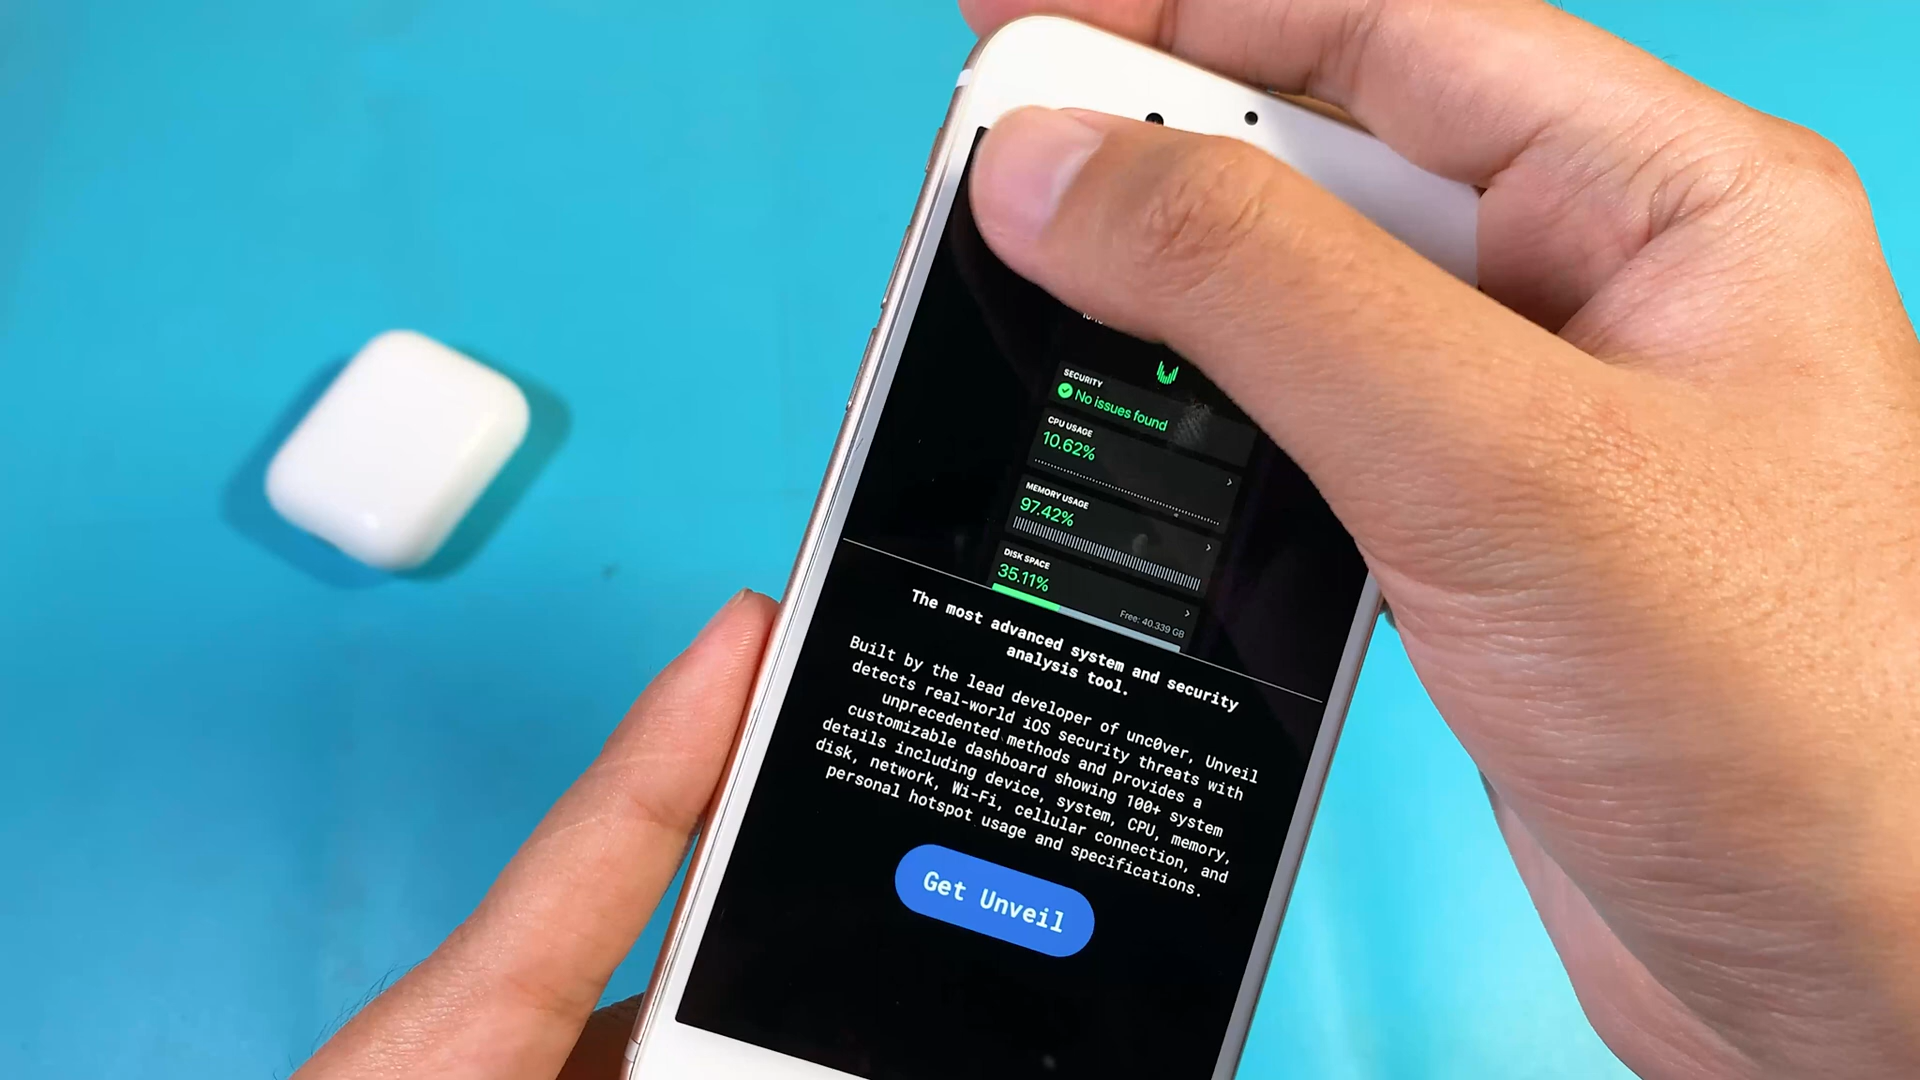 SECURITY
No issues found
CPU USAGE
10.62%
MEMORY USAGE
97.42%
DISK SPACE
35.11%
Free: 40.339 GB
The most advanced system and security
analysis tool.
Built by the lead developer of unc0ver, Unveil
detects real-world iOS security threats with
unprecedented methods and provides a
customizable dashboard showing 100+ system
details including device, system, CPU, memory,
disk, network, Wi-Fi, cellular connection, and
personal hotspot usage and specifications.
Get Unveil